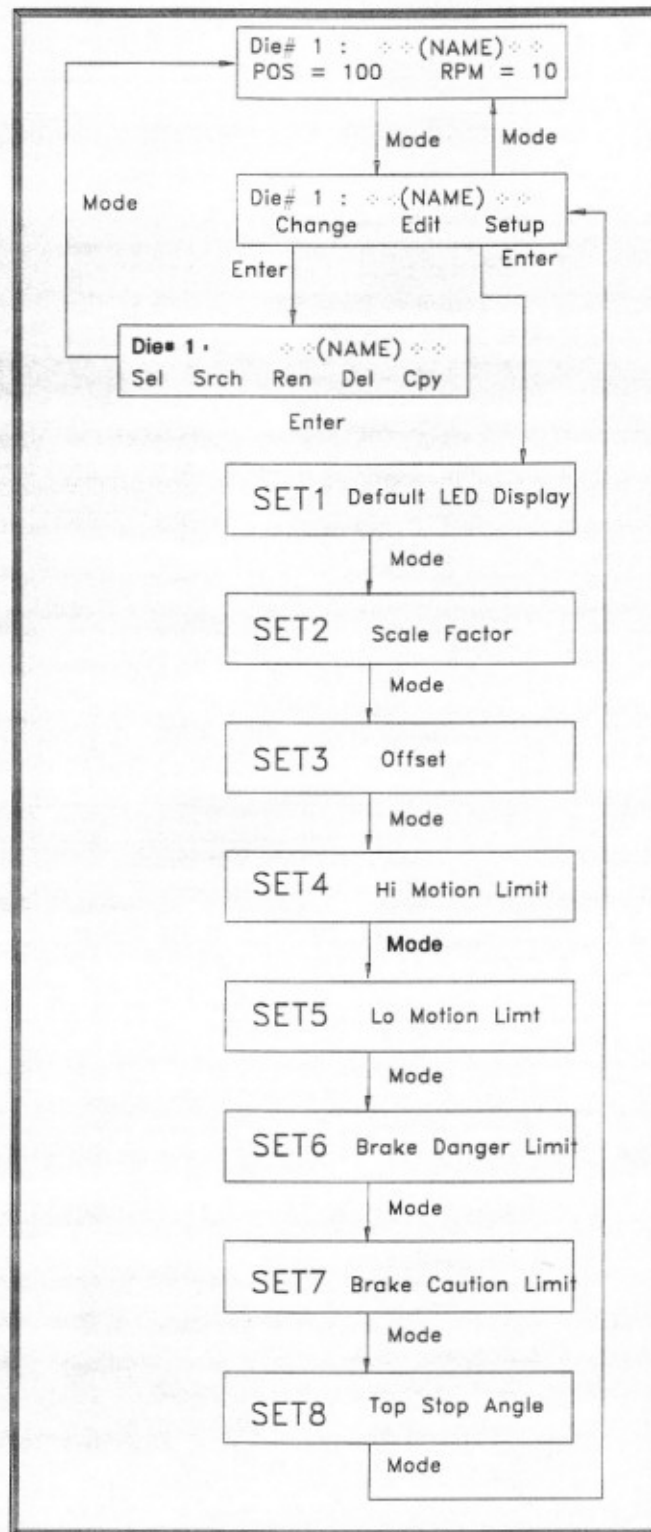 Die# 1 : ⁘⁘(NAME)⁘⁘
POS = 100 RPM = 10
Mode Mode
Mode
Die# 1 : ⁘⁘(NAME)⁘⁘
Change Edit Setup
Enter Enter
Die# 1 : ⁘⁘(NAME)⁘⁘
Sel Srch Ren Del Cpy
Enter
SET1 Default LED Display
Mode
SET2 Scale Factor
Mode
SET3 Offset
Mode
SET4 Hi Motion Limit
Mode
SET5 Lo Motion Limt
Mode
SET6 Brake Danger Limit
Mode
SET7 Brake Caution Limit
Mode
SET8 Top Stop Angle
Mode